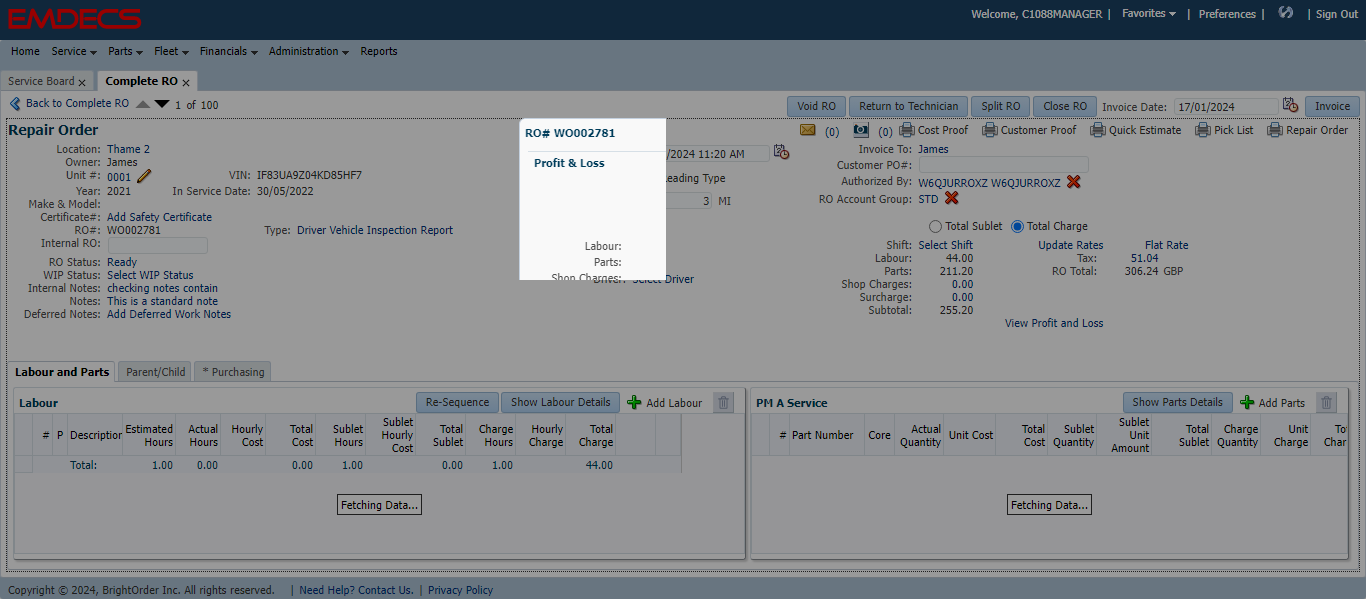 EMDECS
Welcome, C1088MANAGER | Favorites | Preferences | | Sign Out
Home Service Parts Fleet Financials Administration Reports
Service Board x Complete RO x
Back to Complete RO 1 of 100
Void RO Return to Technician Split RO Close RO Invoice Date: 17/01/2024 Invoice
Repair Order
(0) (0) Cost Proof Customer Proof Quick Estimate Pick List Repair Order
Location: Thame 2
Owner: James
Unit #: 0001 VIN: IF83UA9Z04KD85HF7
Year: 2021 In Service Date: 30/05/2022
Make & Model:
Certificate#: Add Safety Certificate
RO#: WO002781 Type: Driver Vehicle Inspection Report
Internal RO:
RO Status: Ready
WIP Status: Select WIP Status
Internal Notes: checking notes contain
Notes: This is a standard note
Deferred Notes: Add Deferred Work Notes
RO# WO002781
Profit & Loss
Labour:
Parts:
Shop Charges:
/2024 11:20 AM
eading Type
3 MI
Driver: Select Driver
Invoice To: James
Customer PO#:
Authorized By: W6QJURROXZ W6QJURROXZ
RO Account Group: STD
Total Sublet Total Charge
Shift: Select Shift Update Rates Flat Rate
Labour: 44.00 Tax: 51.04
Parts: 211.20 RO Total: 306.24 GBP
Shop Charges: 0.00
Surcharge: 0.00
Subtotal: 255.20
View Profit and Loss
Labour and Parts Parent/Child * Purchasing
Labour Re-Sequence Show Labour Details Add Labour
# P Description Estimated Hours Actual Hours Hourly Cost Total Cost Sublet Hours Sublet Hourly Cost Total Sublet Charge Hours Hourly Charge Total Charge
Total: 1.00 0.00 0.00 1.00 0.00 1.00 44.00
Fetching Data...
PM A Service Show Parts Details Add Parts
# Part Number Core Actual Quantity Unit Cost Total Cost Sublet Quantity Sublet Unit Amount Total Sublet Charge Quantity Unit Charge
Fetching Data...
Copyright © 2024, BrightOrder Inc. All rights reserved. | Need Help? Contact Us. | Privacy Policy